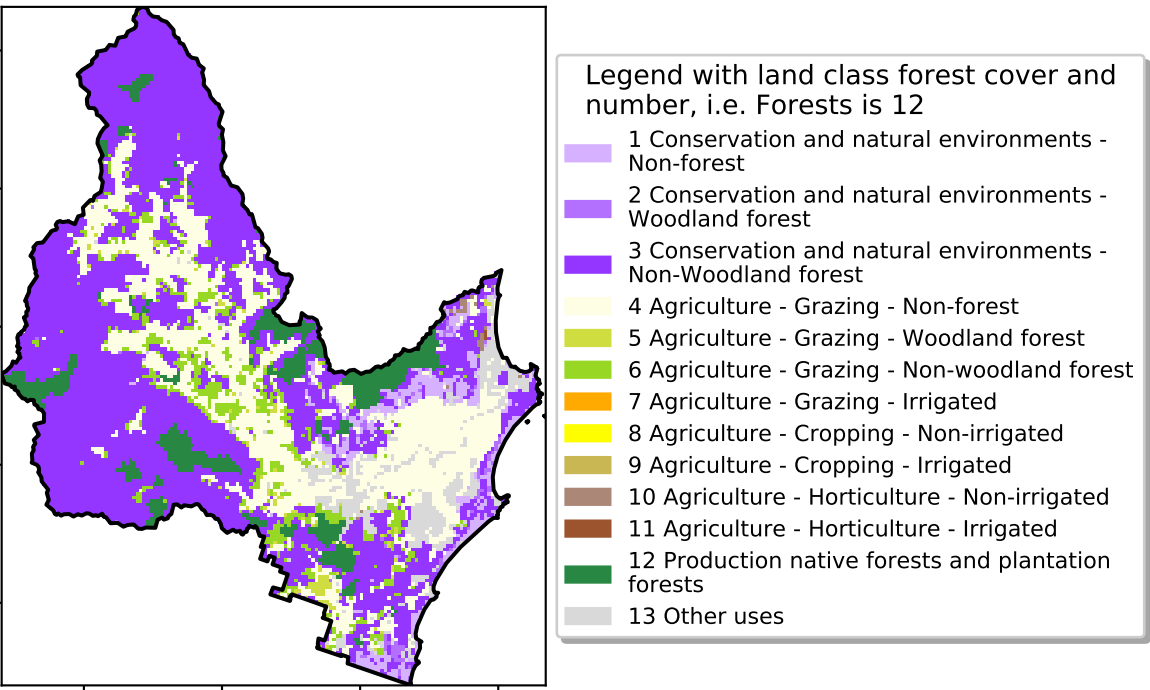 Legend with land class forest cover and
number, i.e. Forests is 12
1 Conservation and natural environments -
Non-forest
2 Conservation and natural environments -
Woodland forest
3 Conservation and natural environments -
Non-Woodland forest
4 Agriculture - Grazing - Non-forest
5 Agriculture - Grazing - Woodland forest
6 Agriculture - Grazing - Non-woodland forest
7 Agriculture - Grazing - Irrigated
8 Agriculture - Cropping - Non-irrigated
9 Agriculture - Cropping - Irrigated
10 Agriculture - Horticulture - Non-irrigated
11 Agriculture - Horticulture - Irrigated
12 Production native forests and plantation
forests
13 Other uses